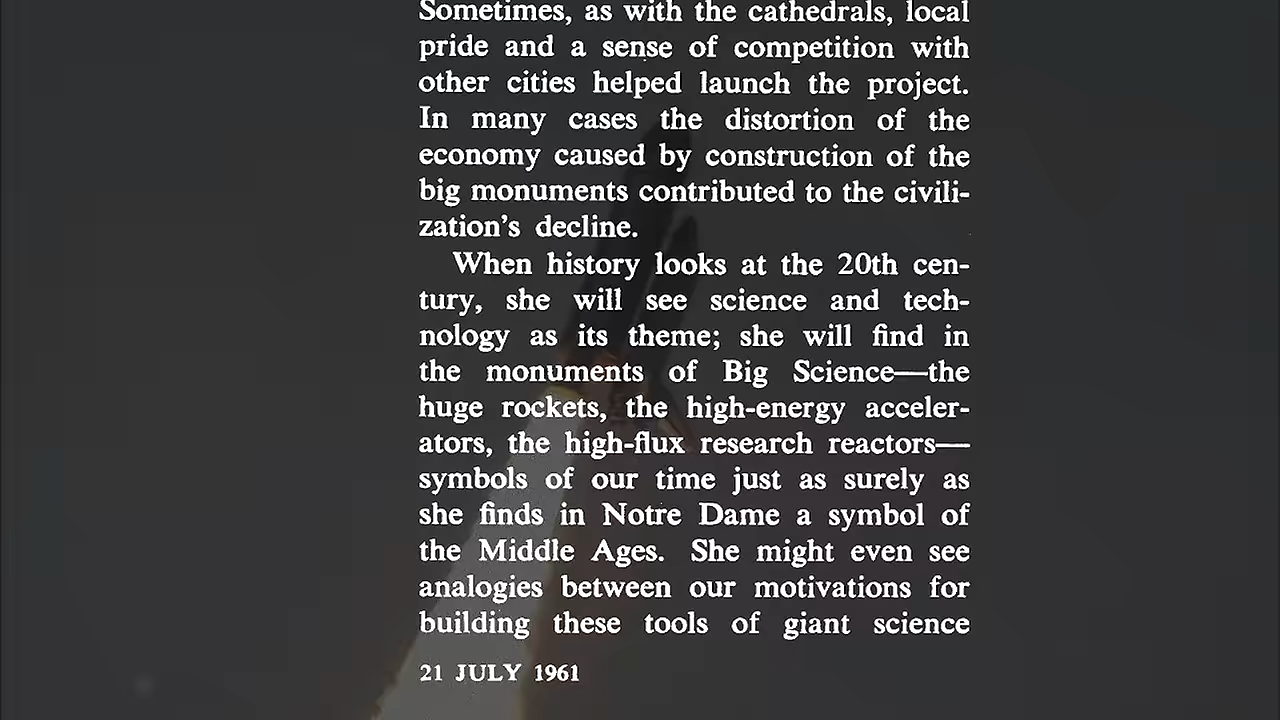 Sometimes, as with the cathedrals, local
pride and a sense of competition with
other cities helped launch the project.
In many cases the distortion of the
economy caused by construction of the
big monuments contributed to the civili-
zation's decline.
When history looks at the 20th cen-
tury, she will see science and tech-
nology as its theme; she will find in
the monuments of Big Science—the
huge rockets, the high-energy acceler-
ators, the high-flux research reactors—
symbols of our time just as surely as
she finds in Notre Dame a symbol of
the Middle Ages. She might even see
analogies between our motivations for
building these tools of giant science
21 JULY 1961